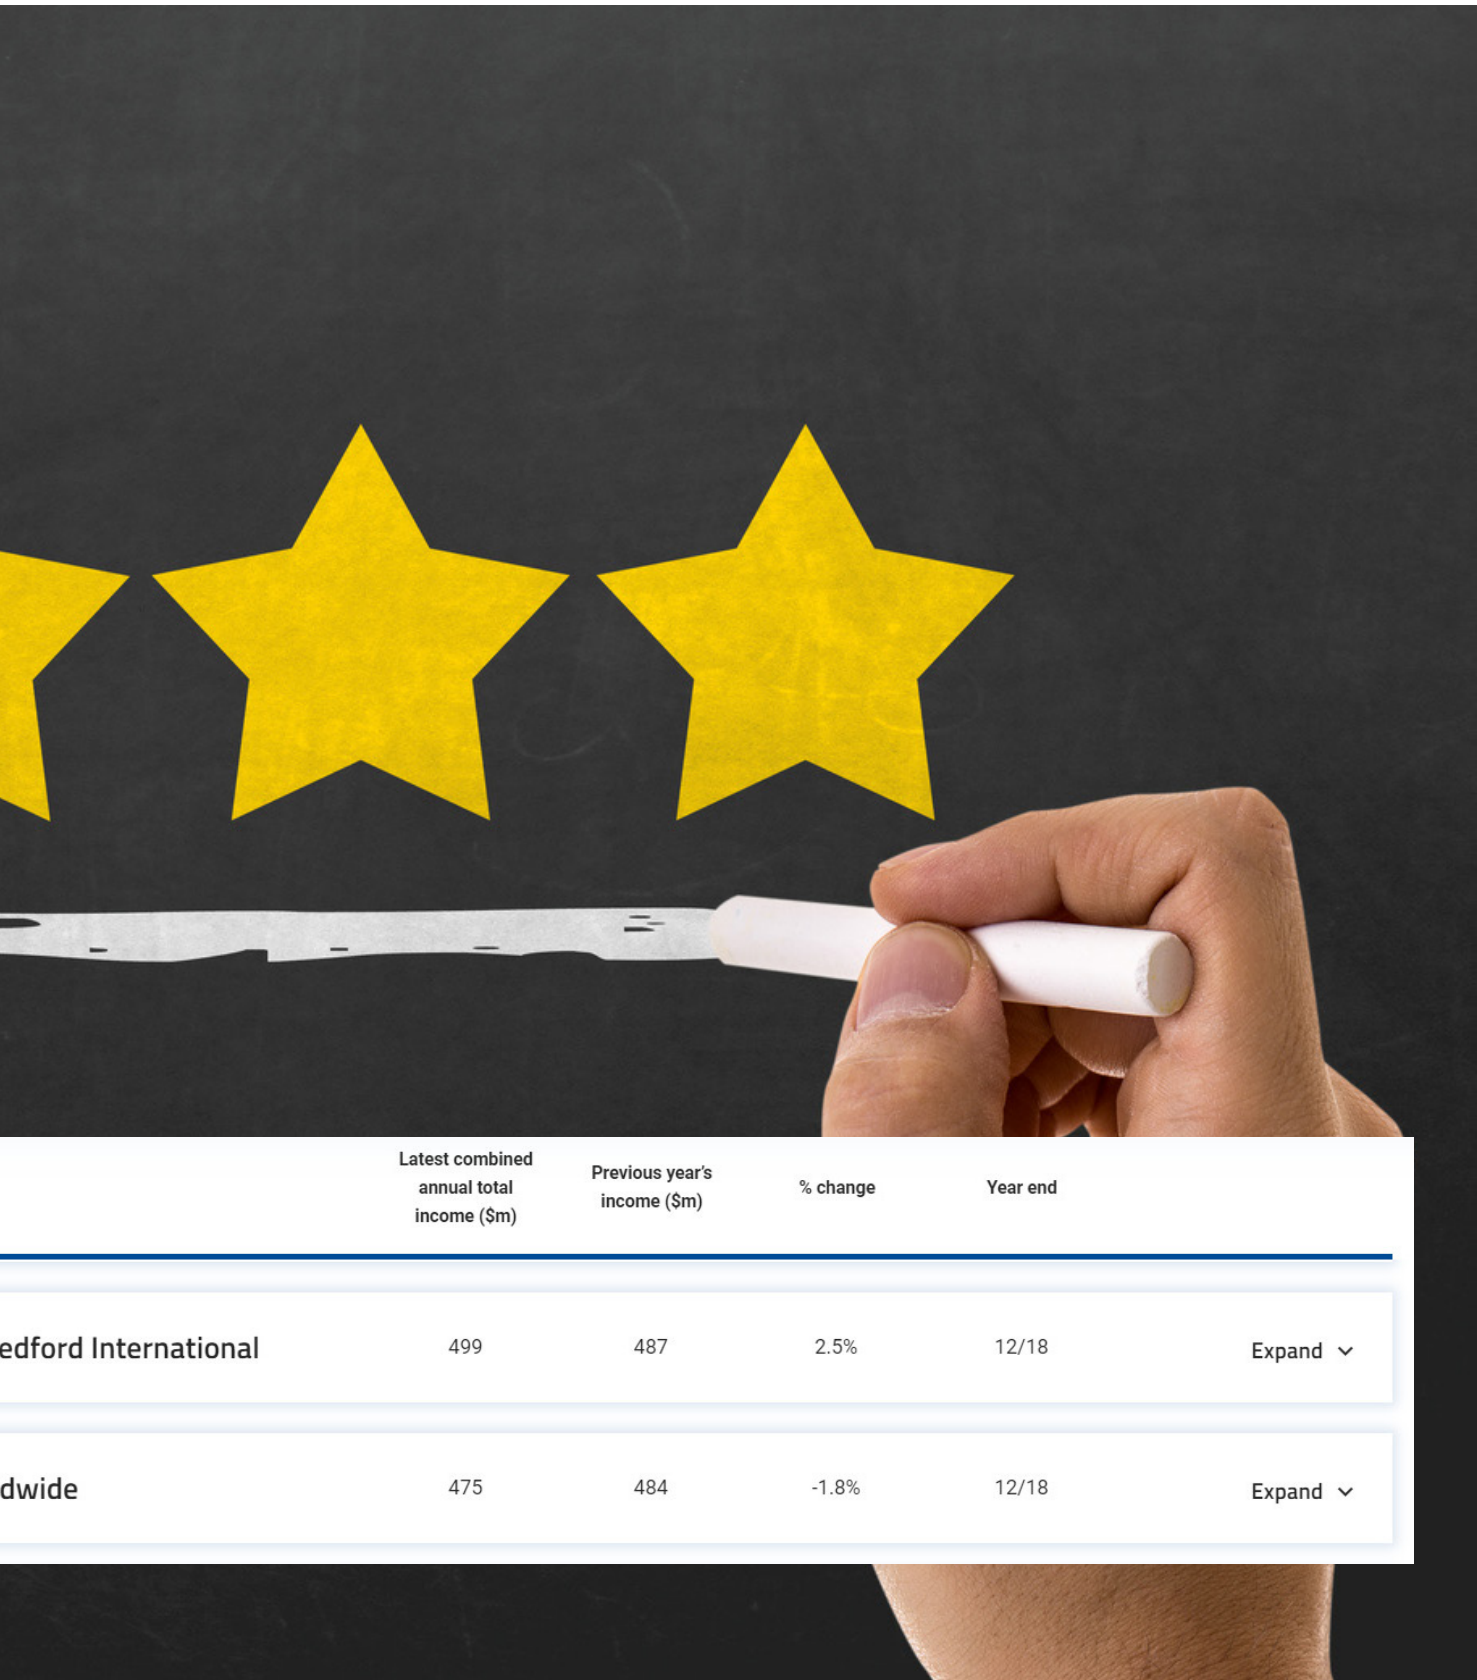 Latest combined
annual total
income ($m)
Previous year's
income ($m)
% change
Year end
edford International 499 487 2.5% 12/18 Expand
dwide 475 484 -1.8% 12/18 Expand